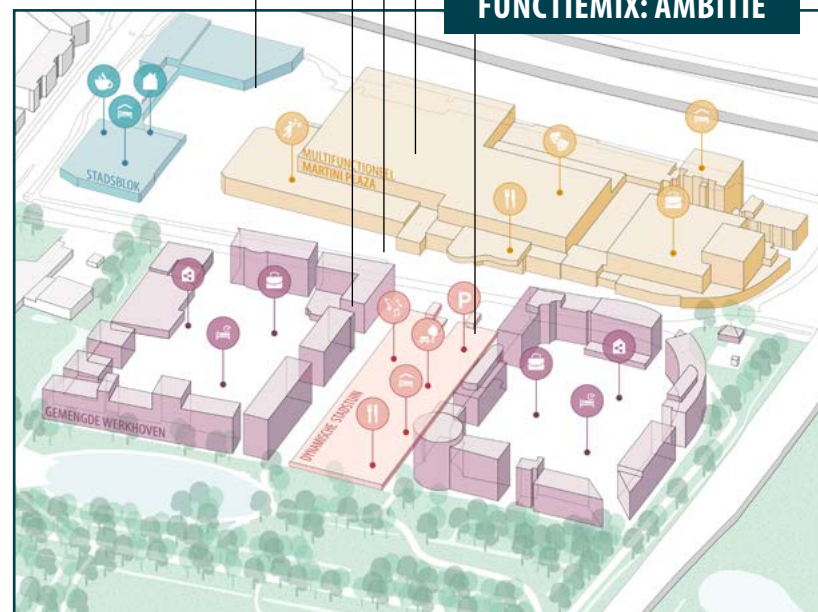 FUNCTIEMIX: AMBITIE
STADSBLOK
MULTIFUNCTIONEEL
MARTINI PLAZA
P
GEMENGDE WERKHOVEN
DYNAMISCHE STADSTUIN